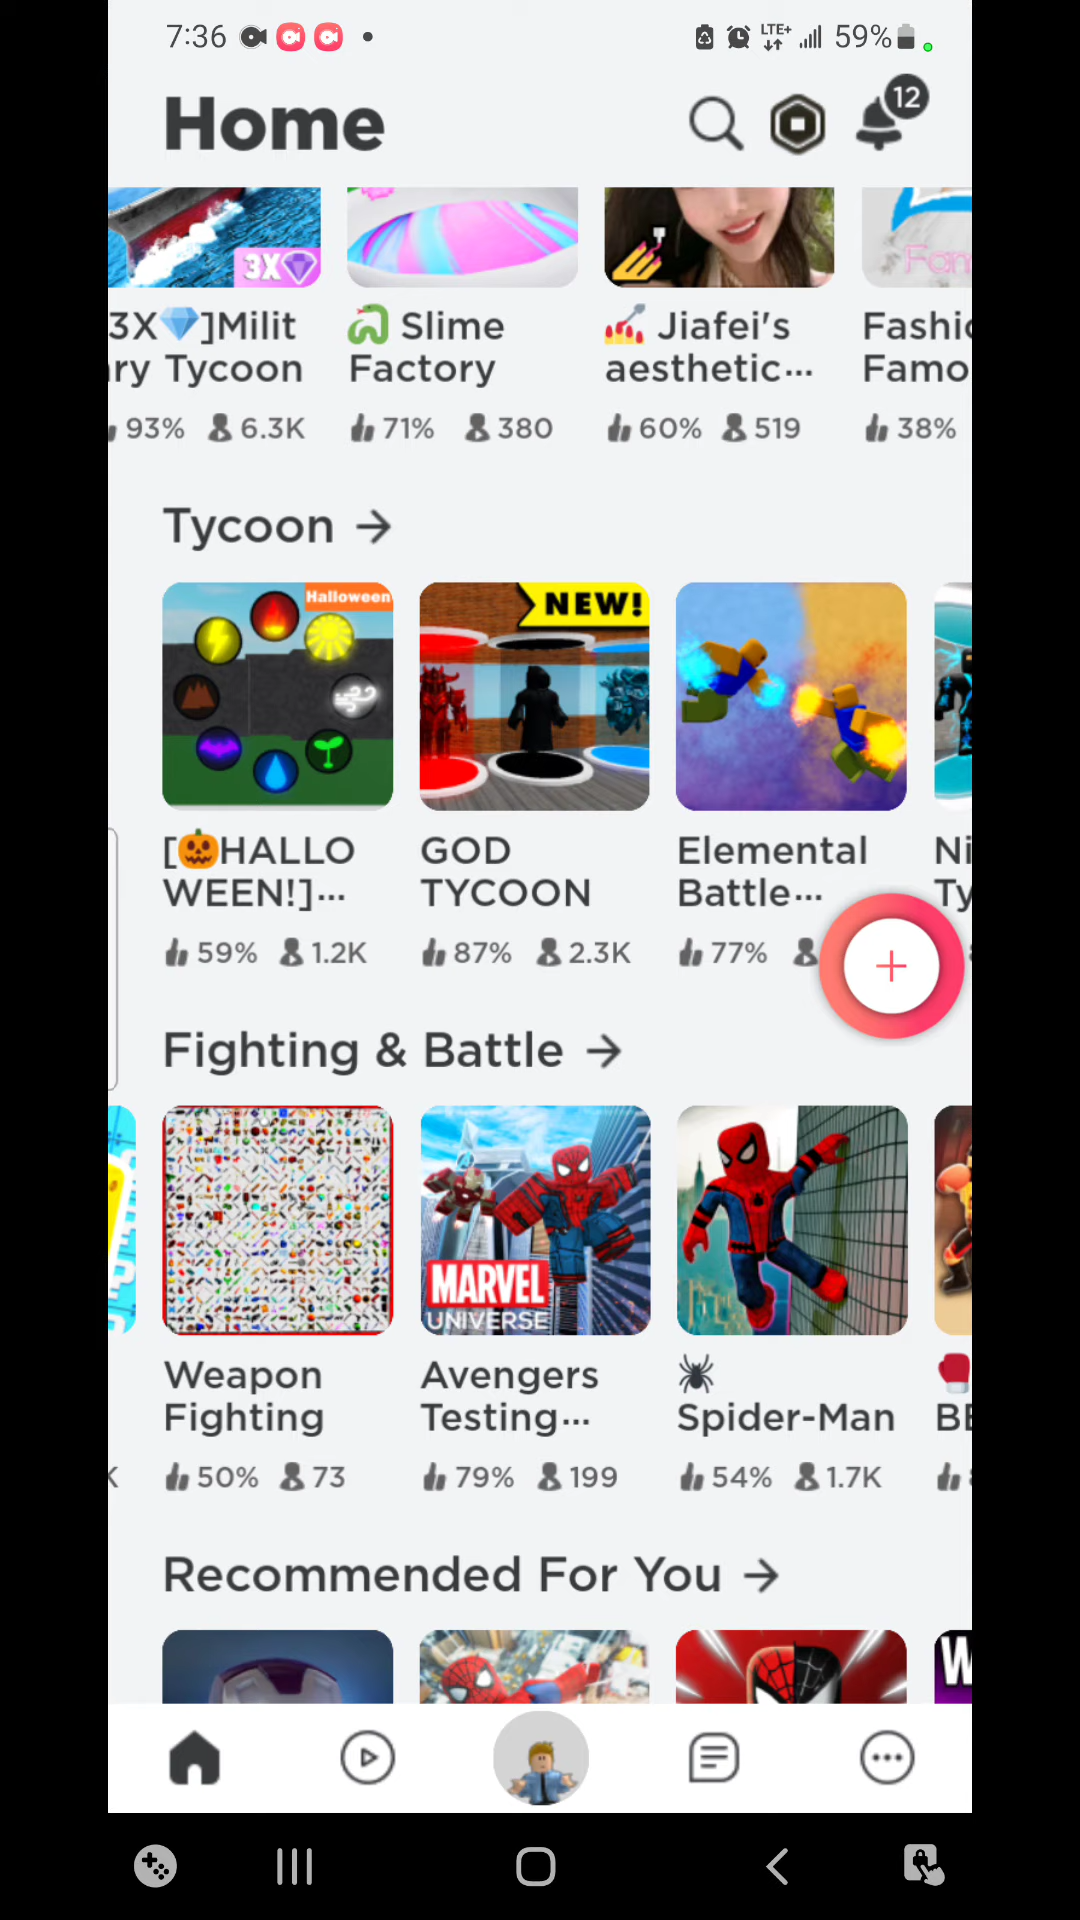 7:36
LTE+
59%
Home
12
3X
Fam
3X💎]Milit
ry Tycoon
93% 6.3K
🐍 Slime
Factory
71% 380
💅 Jiafei's
aesthetic...
60% 519
Fashic
Famo
38%
Tycoon →
Halloween
[🎃HALLO
WEEN!]...
59% 1.2K
NEW!
GOD
TYCOON
87% 2.3K
Elemental
Battle...
77%
Ni
Ty
+
Fighting & Battle →
K
Weapon
Fighting
50% 73
MARVEL
UNIVERSE
Avengers
Testing...
79% 199
🕷
Spider-Man
54% 1.7K
🥊
BE
Recommended For You →
W